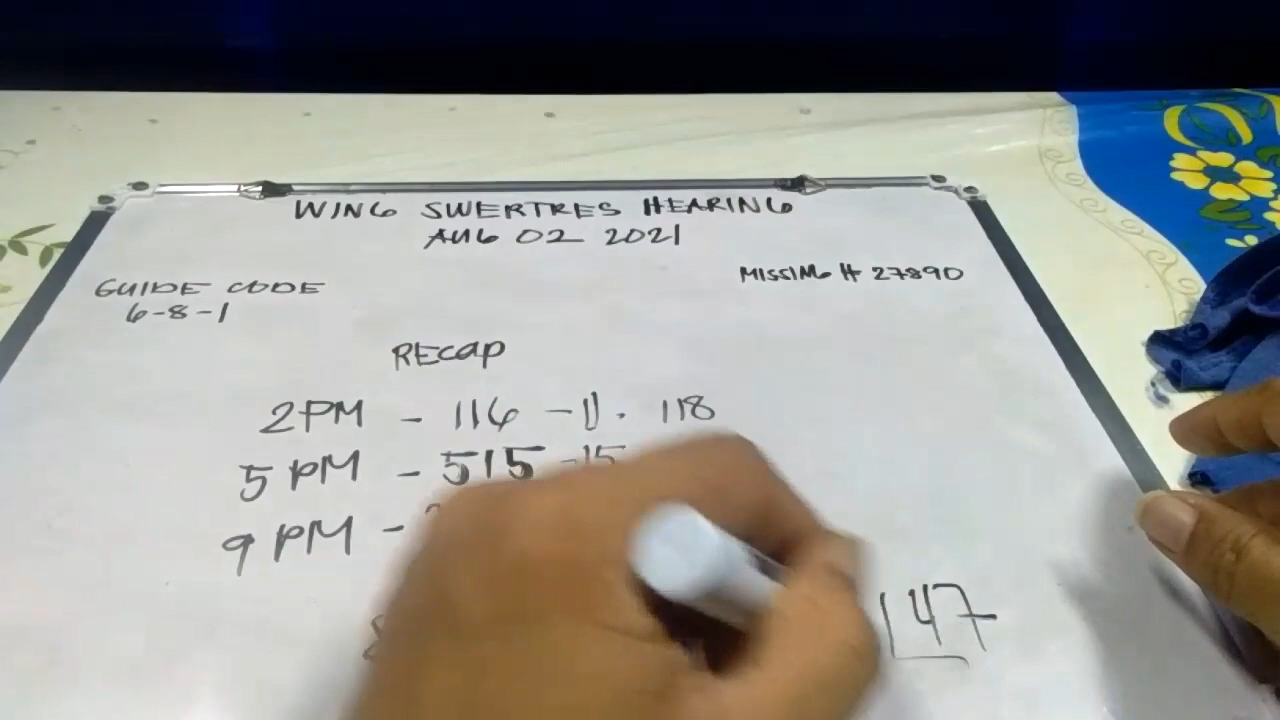 WING SWERTRES HEARING
AUG 02 2021
MISSING # 27890
GUIDE CODE
6-8-1
RECAP
2PM - 116 - 11. 118
5PM - 515 - 15
9PM -
147